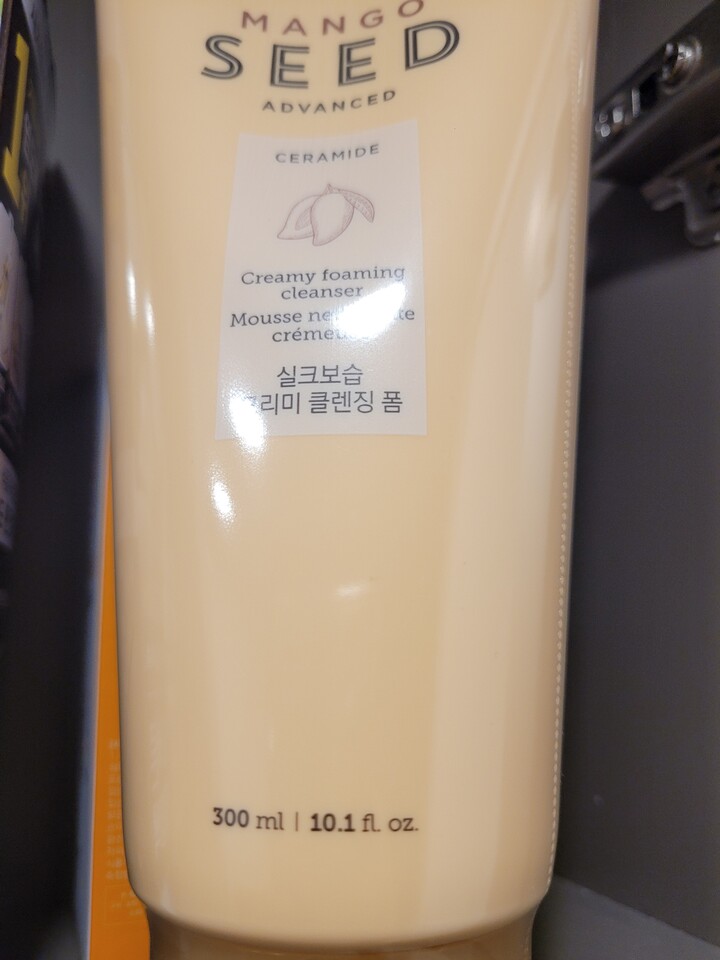 MANGO
SEED
ADVANCED
CERAMIDE
Creamy foaming
cleanser
Mousse
실크보습
클렌징 폼
300 ml | 10.1 fl. oz.